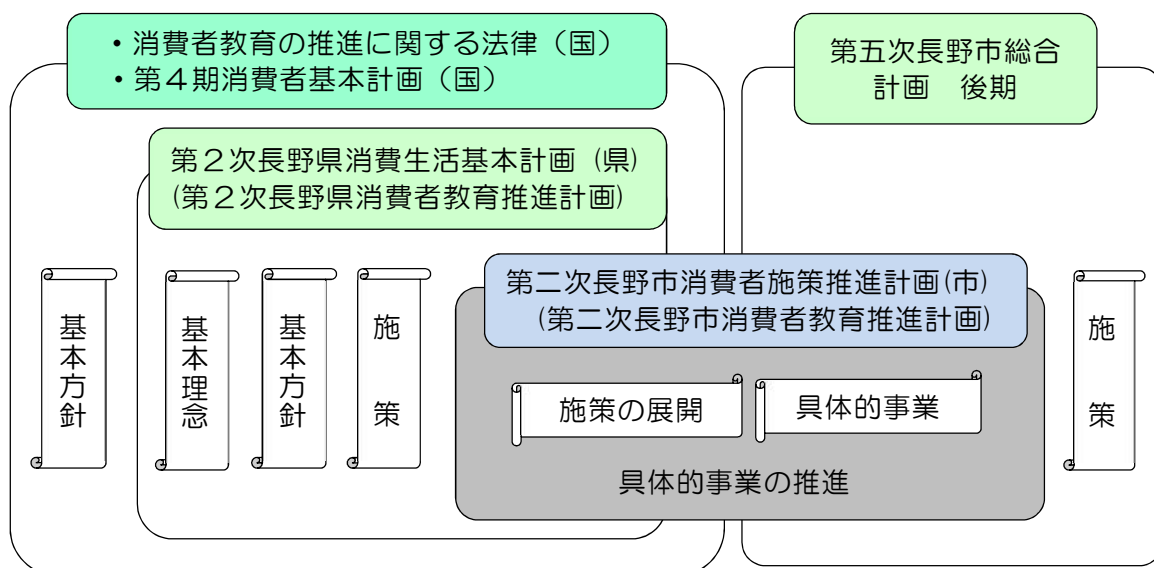 ・消費者教育の推進に関する法律（国）
・第４期消費者基本計画（国）
第五次長野市総合
計画　後期
第２次長野県消費生活基本計画 (県)
(第２次長野県消費者教育推進計画)
第二次長野市消費者施策推進計画(市)
(第二次長野市消費者教育推進計画)
基本方針
基本理念
基本方針
施　策
施策の展開
具体的事業
具体的事業の推進
施　策